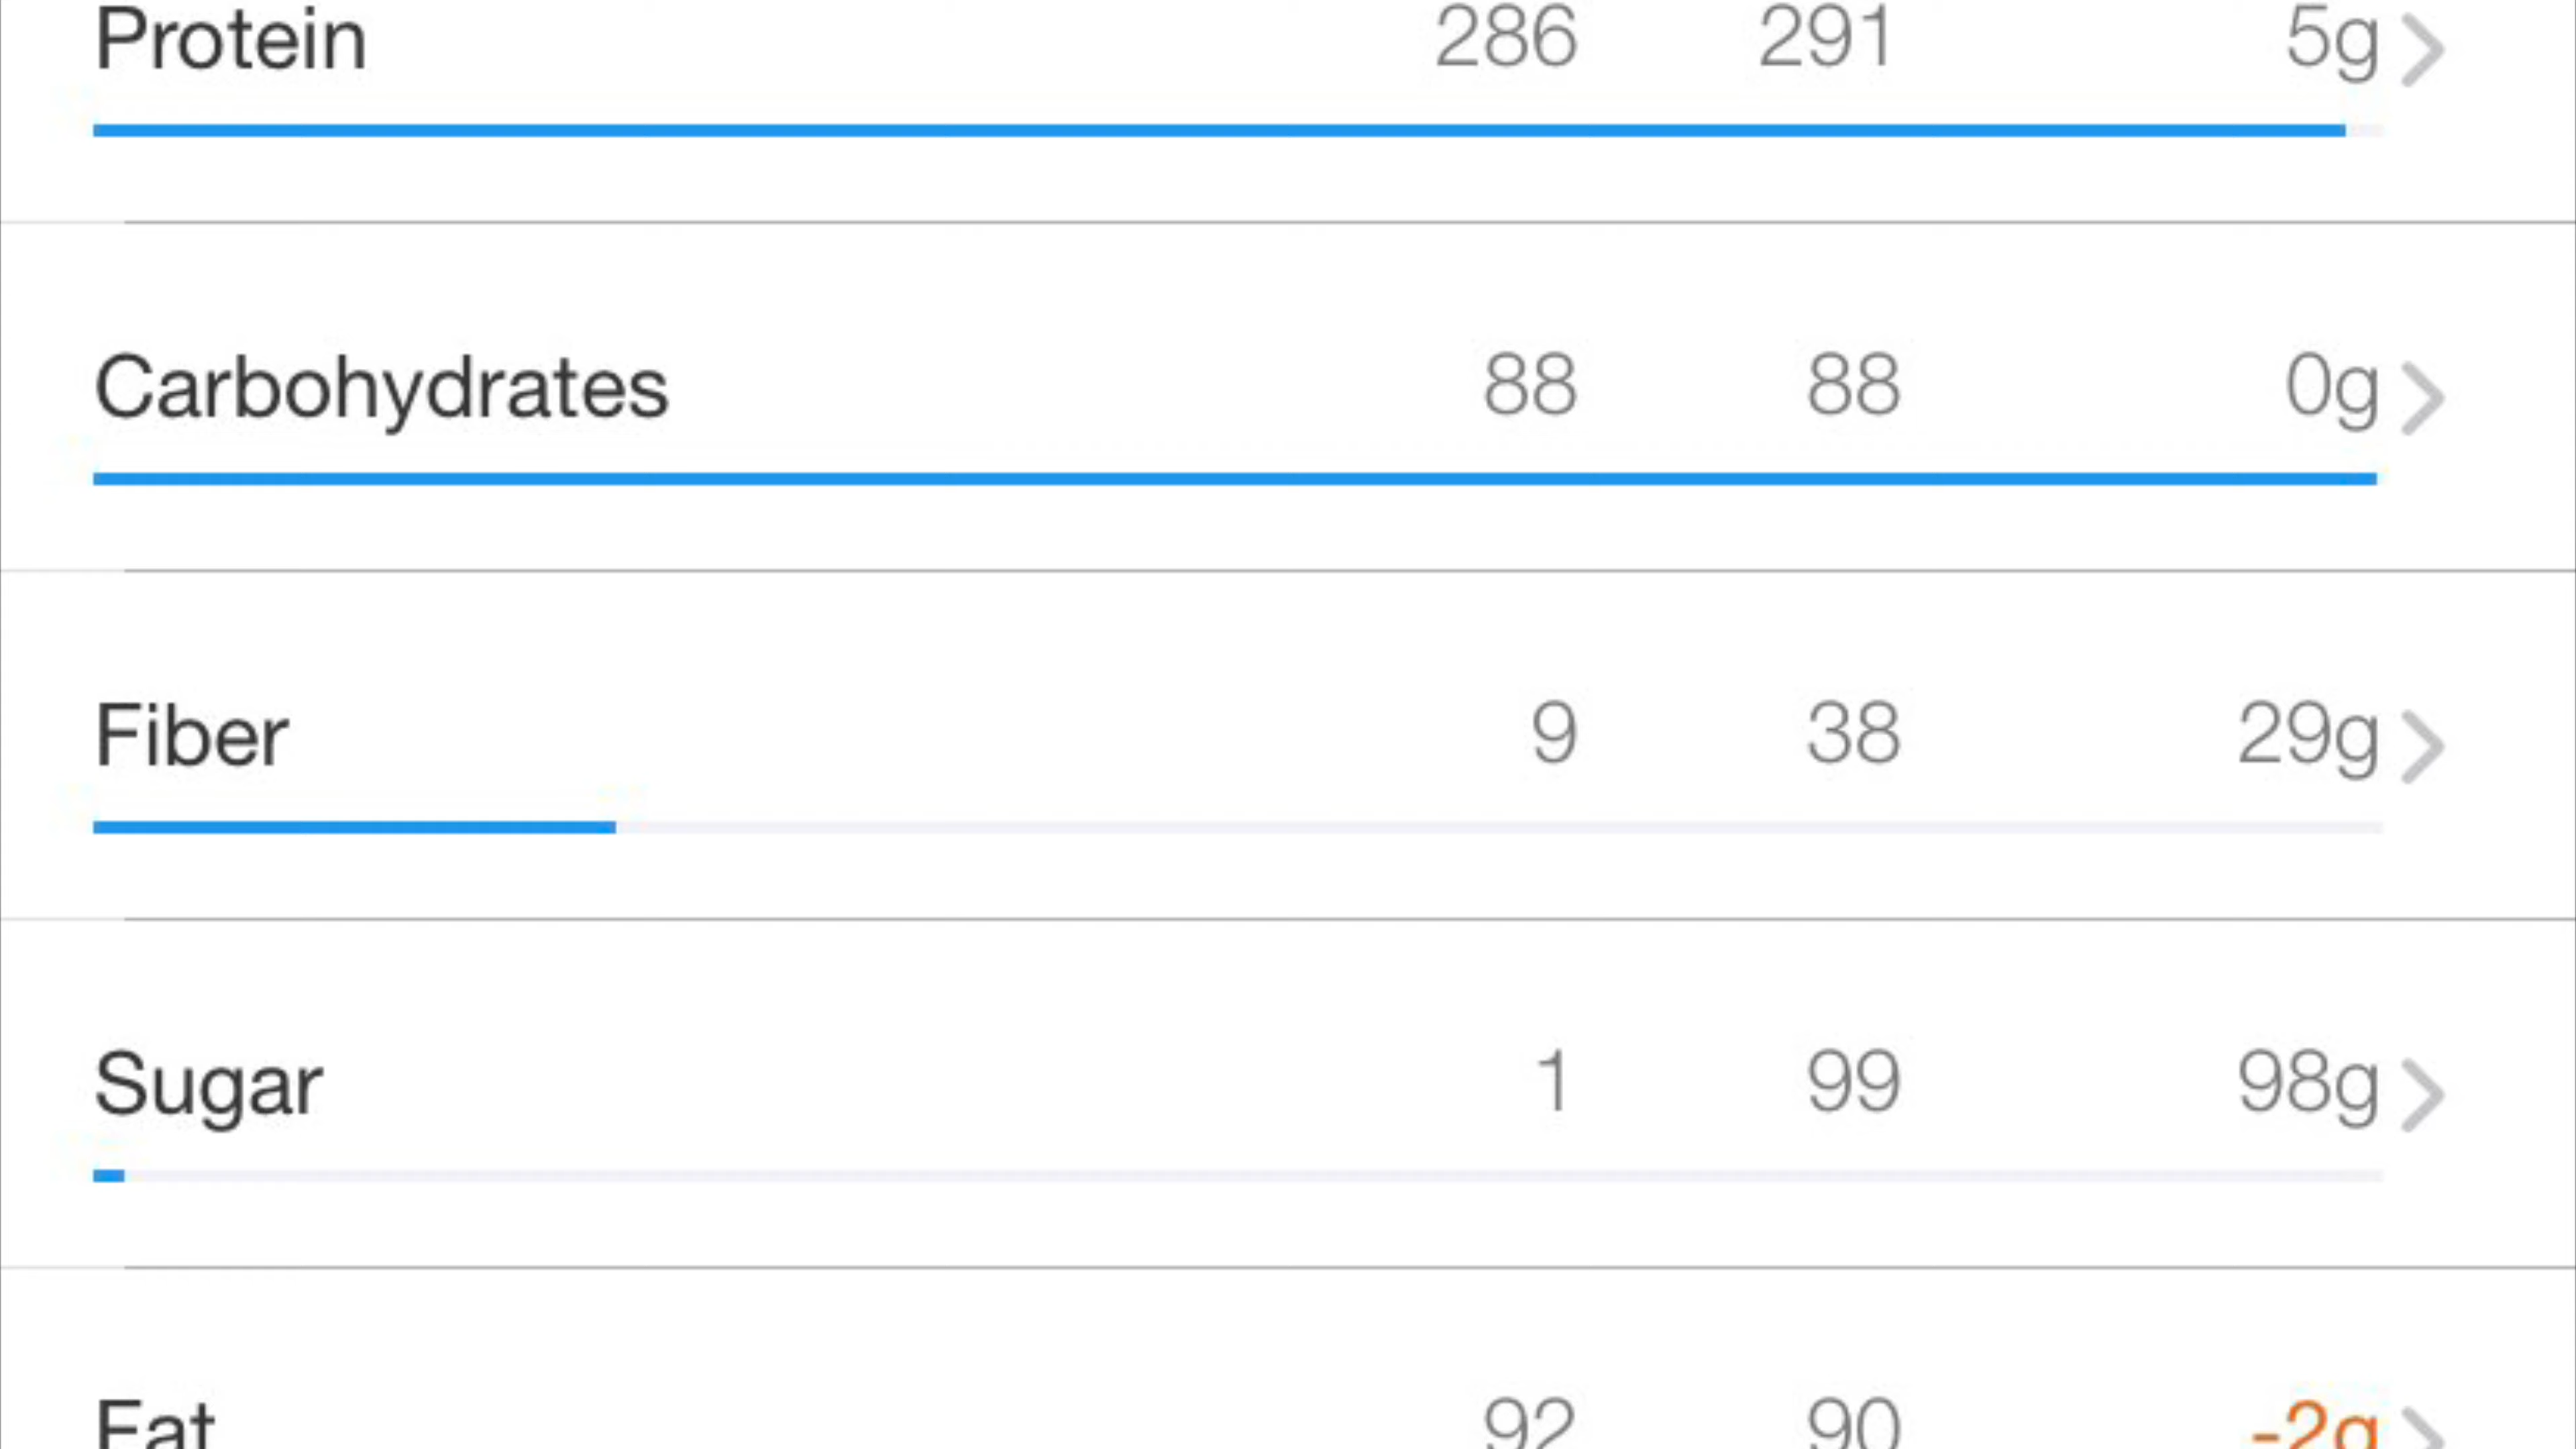 Protein 286 291 5g
Carbohydrates 88 88 0g
Fiber 9 38 29g
Sugar 1 99 98g
Fat 92 90 -2g